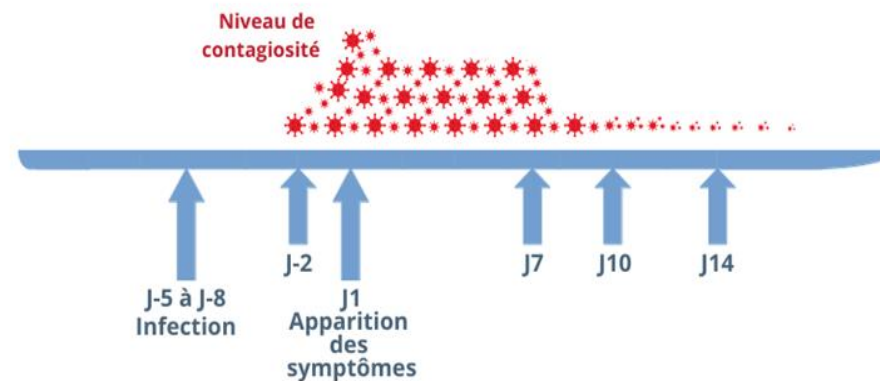 Niveau de
contagiosité
J-2
J7
J10
J14
J-5 à J-8
Infection
J1
Apparition
des
symptômes